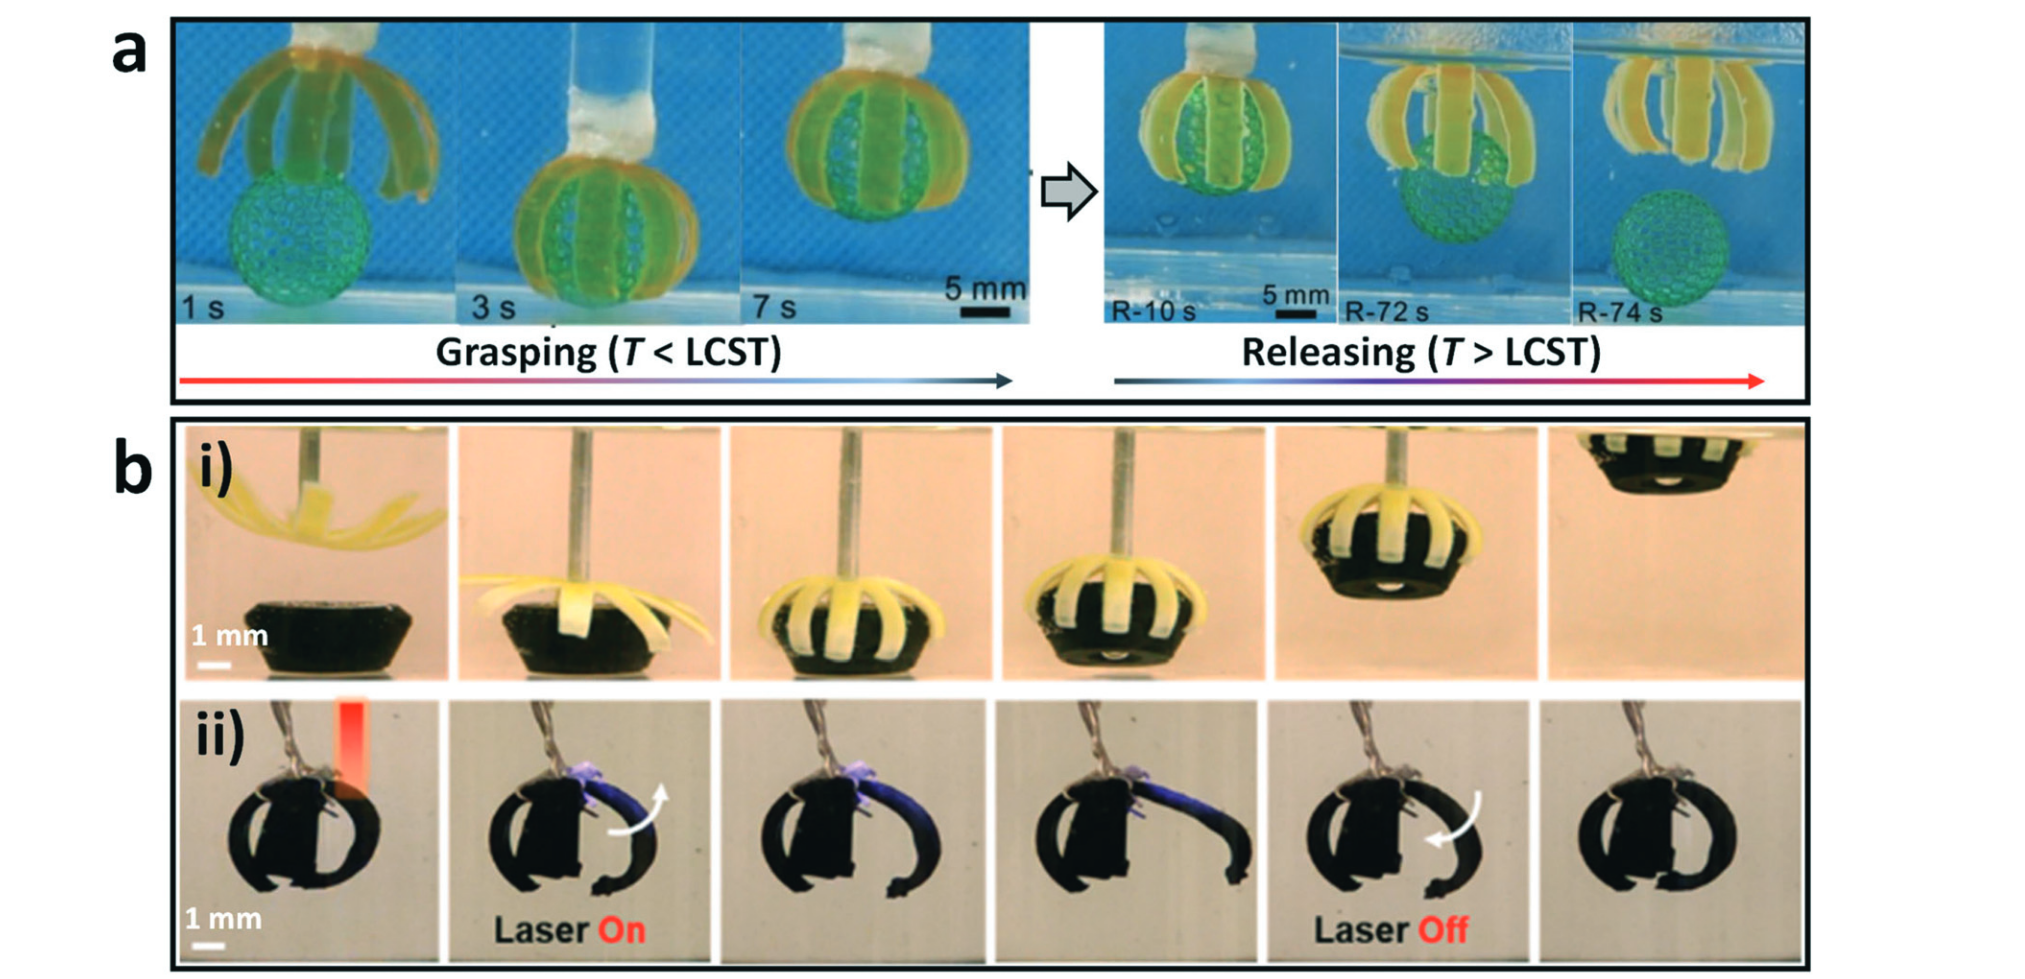 a
1 s
3 s
7 s
5 mm
R-10 s
5 mm
R-72 s
R-74 s
Grasping (T < LCST)
Releasing (T > LCST)
b
i)
1 mm
ii)
1 mm
Laser On
Laser Off